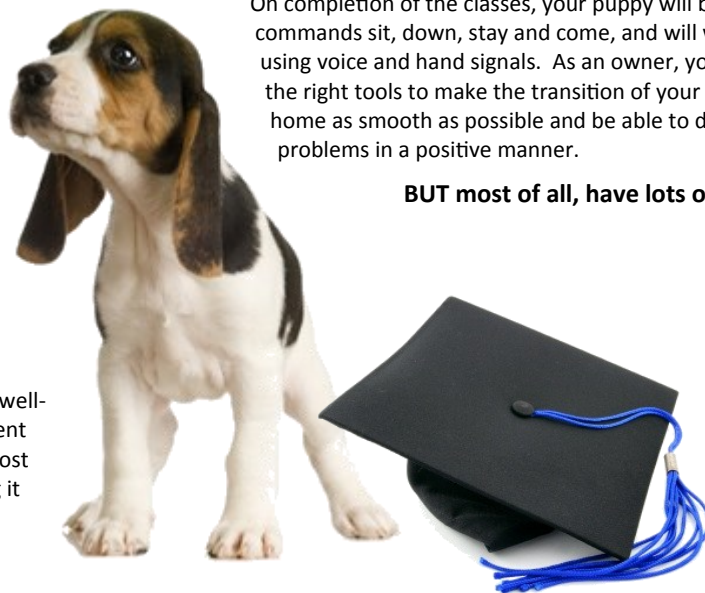 On completion of the classes, your puppy will b
commands sit, down, stay and come, and will
using voice and hand signals. As an owner, yo
the right tools to make the transition of your
home as smooth as possible and be able to d
problems in a positive manner.
BUT most of all, have lots o
well-
ent
ost
it